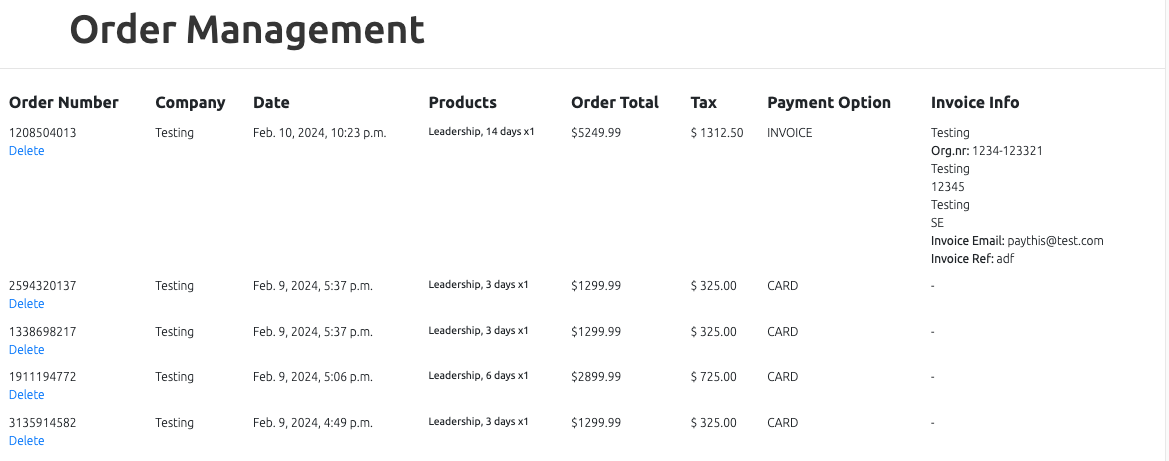 Order Management
Order Number Company Date Products Order Total Tax Payment Option Invoice Info
1208504013 Testing Feb. 10, 2024, 10:23 p.m. Leadership, 14 days x1 $5249.99 $ 1312.50 INVOICE Testing
Delete Org.nr: 1234-123321
Testing
12345
Testing
SE
Invoice Email: paythis@test.com
Invoice Ref: adf
2594320137 Testing Feb. 9, 2024, 5:37 p.m. Leadership, 3 days x1 $1299.99 $ 325.00 CARD -
Delete
1338698217 Testing Feb. 9, 2024, 5:37 p.m. Leadership, 3 days x1 $1299.99 $ 325.00 CARD -
Delete
1911194772 Testing Feb. 9, 2024, 5:06 p.m. Leadership, 6 days x1 $2899.99 $ 725.00 CARD -
Delete
3135914582 Testing Feb. 9, 2024, 4:49 p.m. Leadership, 3 days x1 $1299.99 $ 325.00 CARD -
Delete